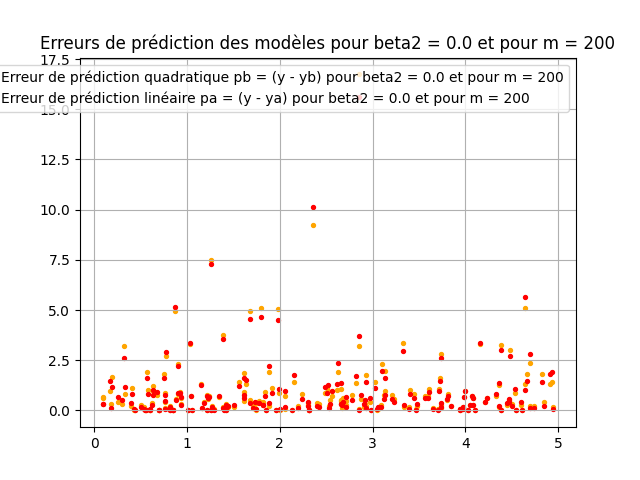 Erreurs de prédiction des modèles pour beta2 = 0.0 et pour m = 200
17.5
Erreur de prédiction quadratique pb = (y - yb) pour beta2 = 0.0 et pour m = 200
Erreur de prédiction linéaire pa = (y - ya) pour beta2 = 0.0 et pour m = 200
15.0
12.5
10.0
7.5
5.0
2.5
0.0
0 1 2 3 4 5